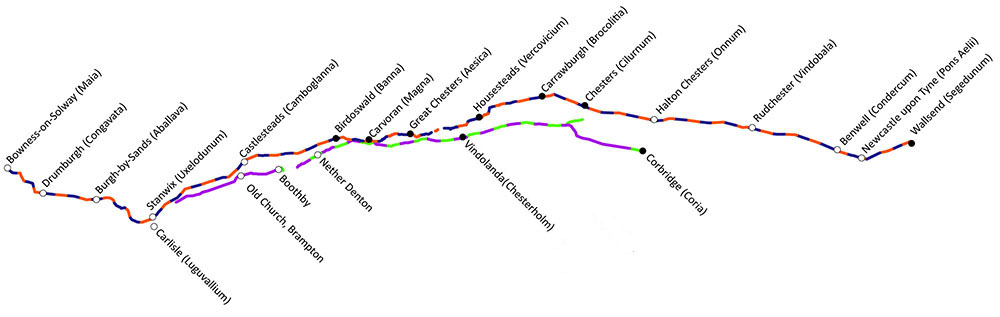 Bowness-on-Solway (Maia)
Drumburgh (Congavata)
Burgh-by-Sands (Aballava)
Stanwix (Uxelodunum)
Carlisle (Luguvallium)
Castlesteads (Camboglanna)
Old Church, Brampton
Boothby
Nether Denton
Birdoswald (Banna)
Carvoran (Magna)
Great Chesters (Aesica)
Vindolanda(Chesterholm)
Housesteads (Vercovicium)
Carrawburgh (Brocolitia)
Chesters (Cilurnum)
Corbridge (Coria)
Halton Chesters (Onnum)
Rudchester (Vindobala)
Benwell (Condercum)
Newcastle upon Tyne (Pons Aelii)
Wallsend (Segedunum)